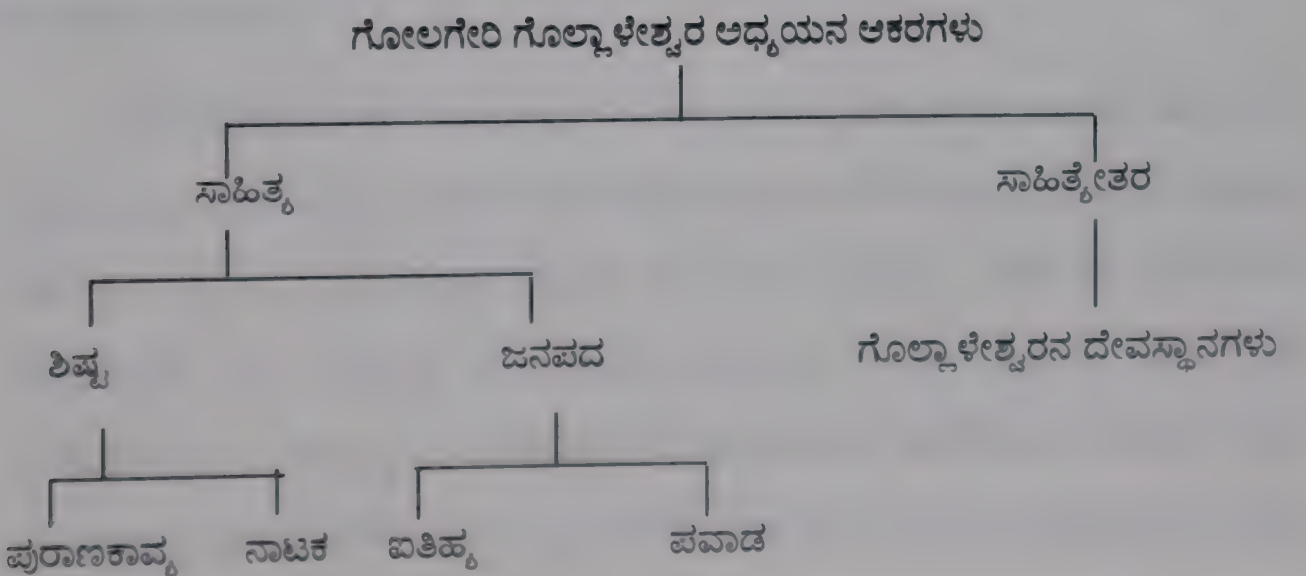 ಗೋಲಗೇರಿ ಗೊಲ್ಲಾಳೇಶ್ವರ ಅಧ್ಯಯನ ಆಕರಗಳು
ಸಾಹಿತ್ಯ ಸಾಹಿತ್ಯೇತರ
ಶಿಷ್ಟ ಜನಪದ ಗೊಲ್ಲಾಳೇಶ್ವರನ ದೇವಸ್ಥಾನಗಳು
ಪುರಾಣಕಾವ್ಯ ನಾಟಕ ಐತಿಹ್ಯ ಪವಾಡ